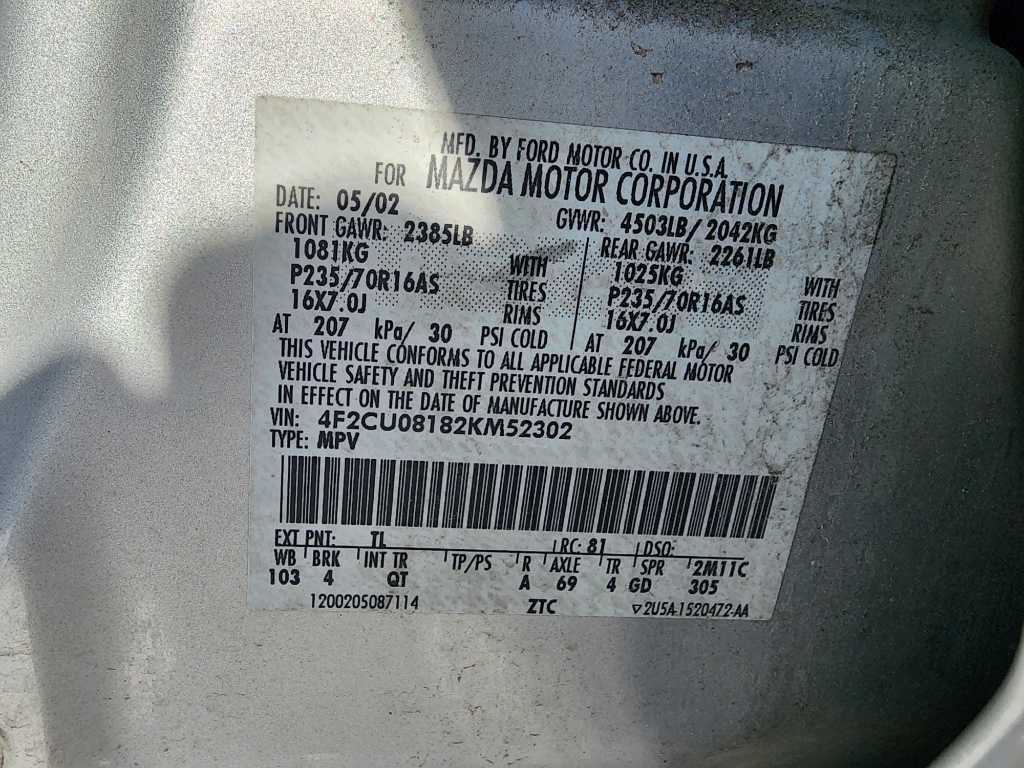 MFD. BY FORD MOTOR CO. IN U.S.A.
FOR MAZDA MOTOR CORPORATION
DATE: 05/02 GVWR: 4503LB/ 2042KG
FRONT GAWR: 2385LB REAR GAWR: 2261LB
1081KG WITH 1025KG WITH
P235/70R16AS TIRES P235/70R16AS TIRES
16X7.0J RIMS 16X7.0J RIMS
AT 207 kPa/ 30 PSI COLD AT 207 kPa/ 30 PSI COLD
THIS VEHICLE CONFORMS TO ALL APPLICABLE FEDERAL MOTOR
VEHICLE SAFETY AND THEFT PREVENTION STANDARDS
IN EFFECT ON THE DATE OF MANUFACTURE SHOWN ABOVE.
VIN: 4F2CU08182KM52302
TYPE: MPV
EXT PNT: TL RC: 81 DSO:
WB BRK INT TR TP/PS R AXLE TR SPR 2M11C
103 4 QT A 69 4 GD 305
1200205087114 ZTC ▽2U5A-1520472-AA